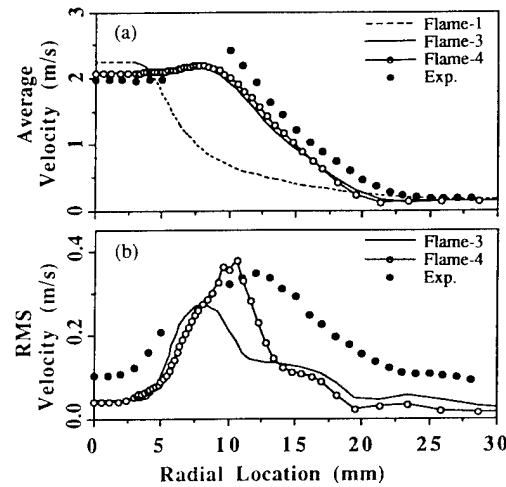 (a)
Flame-1
Flame-3
Flame-4
Exp.
Average
Velocity (m/s)
3
2
1
0
(b)
Flame-3
Flame-4
Exp.
RMS
Velocity (m/s)
0.4
0.2
0.0
0 5 10 15 20 25 30
Radial Location (mm)